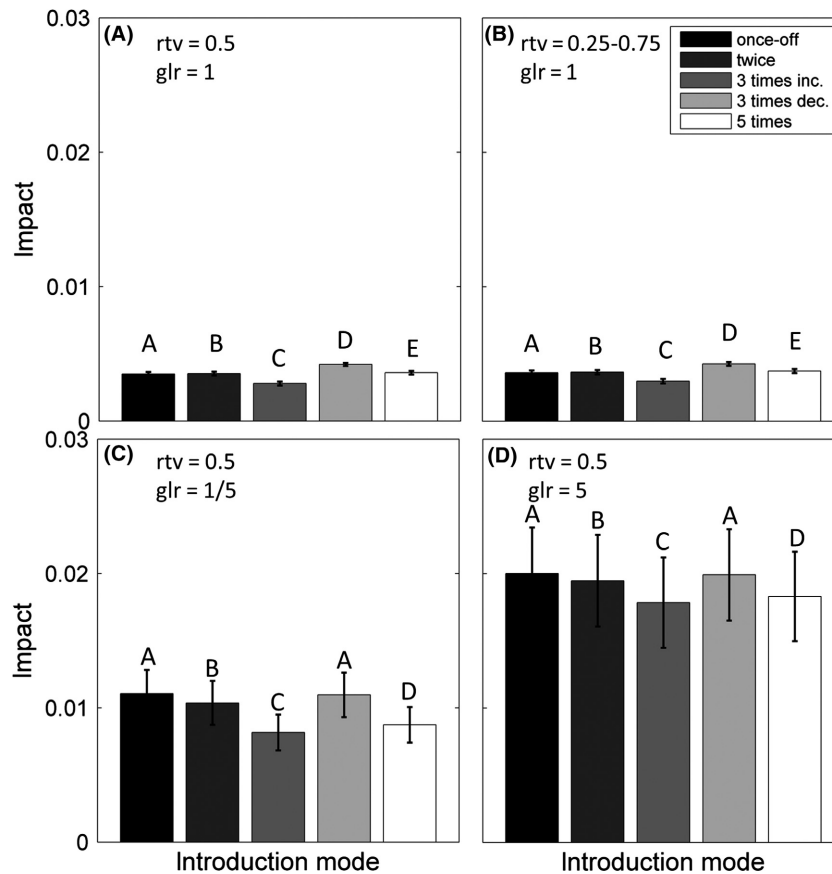 0.03
(A)
rtv = 0.5
glr = 1
(B)
rtv = 0.25-0.75
glr = 1
once-off
twice
3 times inc.
3 times dec.
5 times
0.02
Impact
0.01
A
B
C
D
E
A
B
C
D
E
0
0.03
(C)
rtv = 0.5
glr = 1/5
(D)
rtv = 0.5
glr = 5
A
B
C
A
D
0.02
Impact
A
B
C
A
D
0.01
0
Introduction mode
Introduction mode